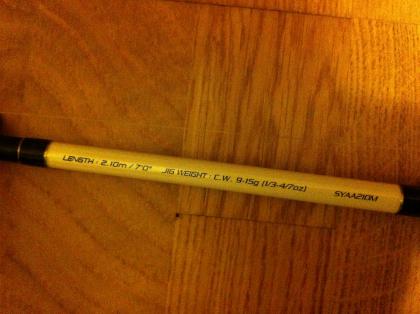 LENGTH : 2.10m / 7'0" JIG WEIGHT : C.W. 9-15g (1/3-4/7oz) SYAA210M